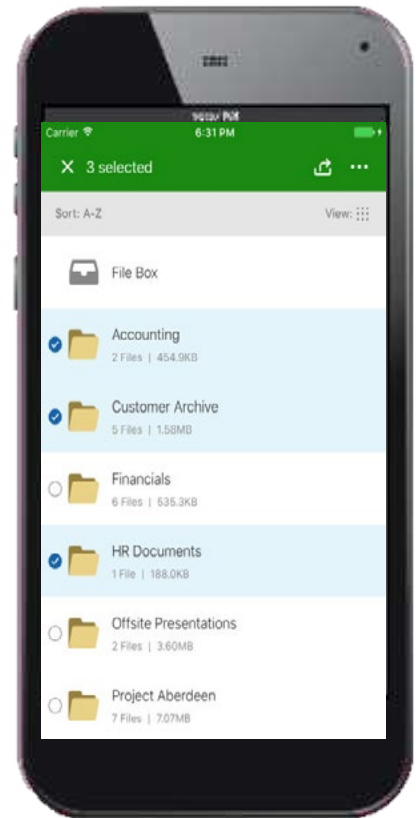 Carrier
6:31 PM
3 selected
Sort: A-Z
View:
File Box
Accounting
2 Files | 454.9KB
Customer Archive
5 Files | 1.58MB
Financials
6 Files | 535.3KB
HR Documents
1 File | 188.0KB
Offsite Presentations
2 Files | 3.60MB
Project Aberdeen
7 Files | 7.07MB